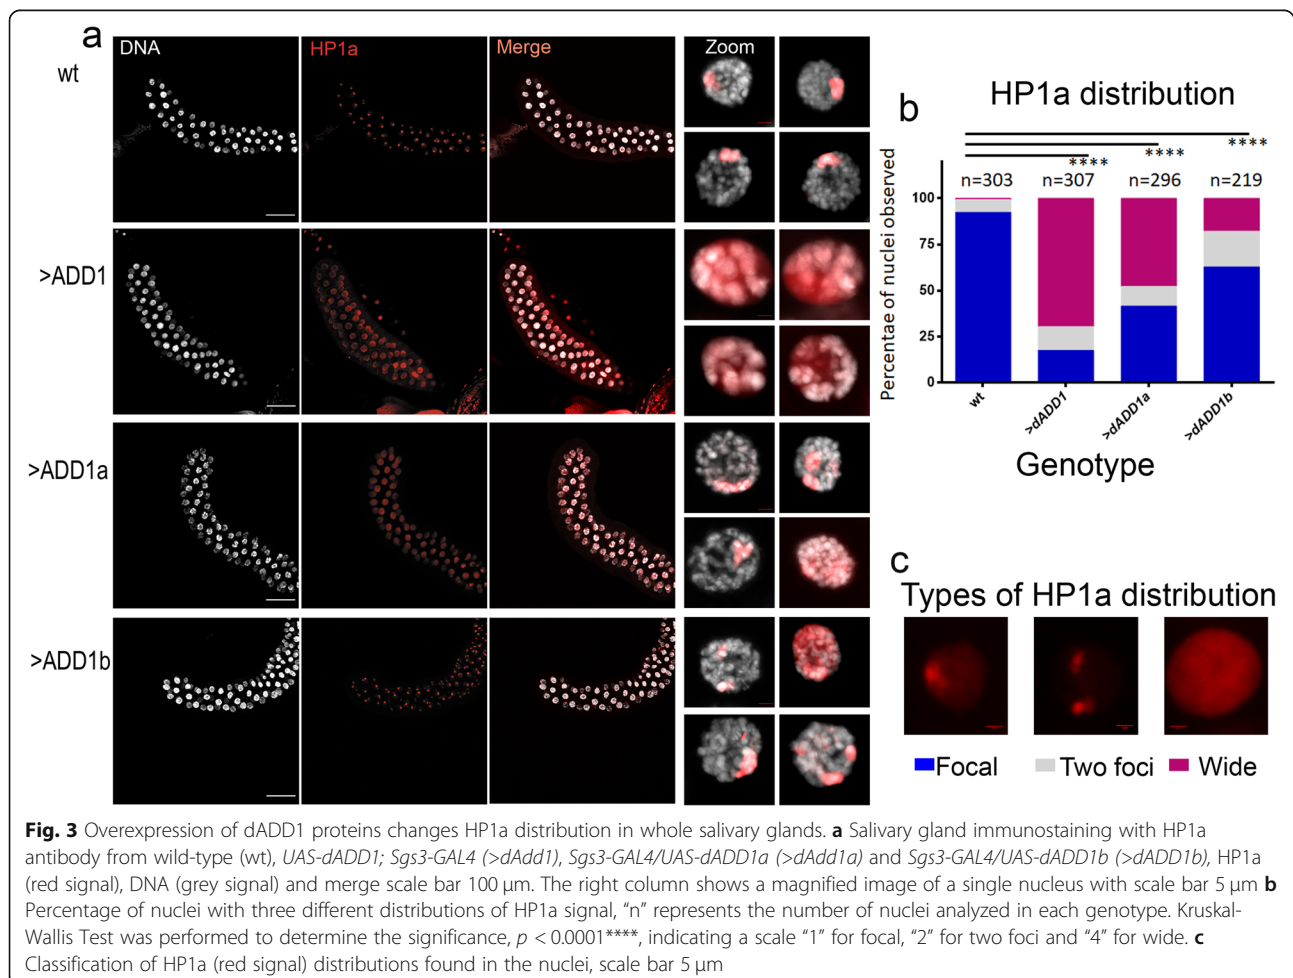 a
DNA
HP1a
Merge
Zoom
wt
>ADD1
>ADD1a
>ADD1b
b
HP1a distribution
****
****
****
n=303
n=307
n=296
n=219
Percentae of nuclei observed
100
75
50
25
0
wt
>dADD1
>dADD1a
>dADD1b
Genotype
c
Types of HP1a distribution
Focal
Two foci
Wide
Fig. 3 Overexpression of dADD1 proteins changes HP1a distribution in whole salivary glands. a Salivary gland immunostaining with HP1a
antibody from wild-type (wt), UAS-dADD1; Sgs3-GAL4 (>dAdd1), Sgs3-GAL4/UAS-dADD1a (>dAdd1a) and Sgs3-GAL4/UAS-dADD1b (>dADD1b), HP1a
(red signal), DNA (grey signal) and merge scale bar 100 μm. The right column shows a magnified image of a single nucleus with scale bar 5 μm b
Percentage of nuclei with three different distributions of HP1a signal, “n” represents the number of nuclei analyzed in each genotype. Kruskal-
Wallis Test was performed to determine the significance, p < 0.0001****, indicating a scale “1” for focal, “2” for two foci and “4” for wide. c
Classification of HP1a (red signal) distributions found in the nuclei, scale bar 5 μm